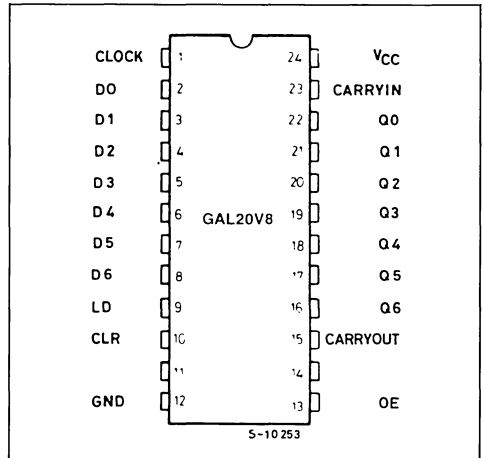 CLOCK 1 24 VCC
D0 2 23 CARRYIN
D1 3 22 Q0
D2 4 21 Q1
D3 5 20 Q2
D4 6 GAL20V8 19 Q3
D5 7 18 Q4
D6 8 17 Q5
LD 9 16 Q6
CLR 10 15 CARRYOUT
11 14
GND 12 13 OE
S-10253